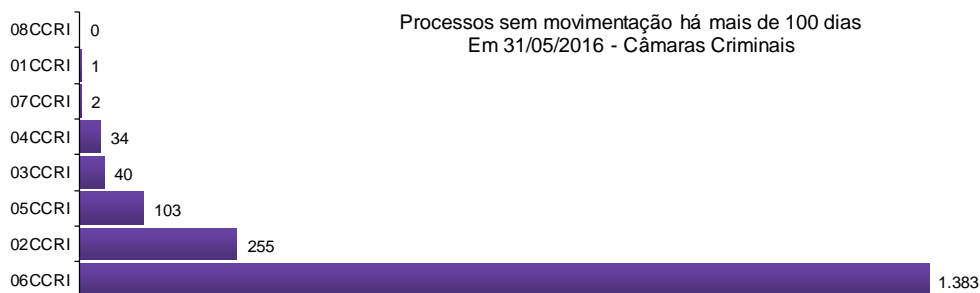 Processos sem movimentação há mais de 100 dias
Em 31/05/2016 - Câmaras Criminais
08CCRI 0
01CCRI 1
07CCRI 2
04CCRI 34
03CCRI 40
05CCRI 103
02CCRI 255
06CCRI 1.383